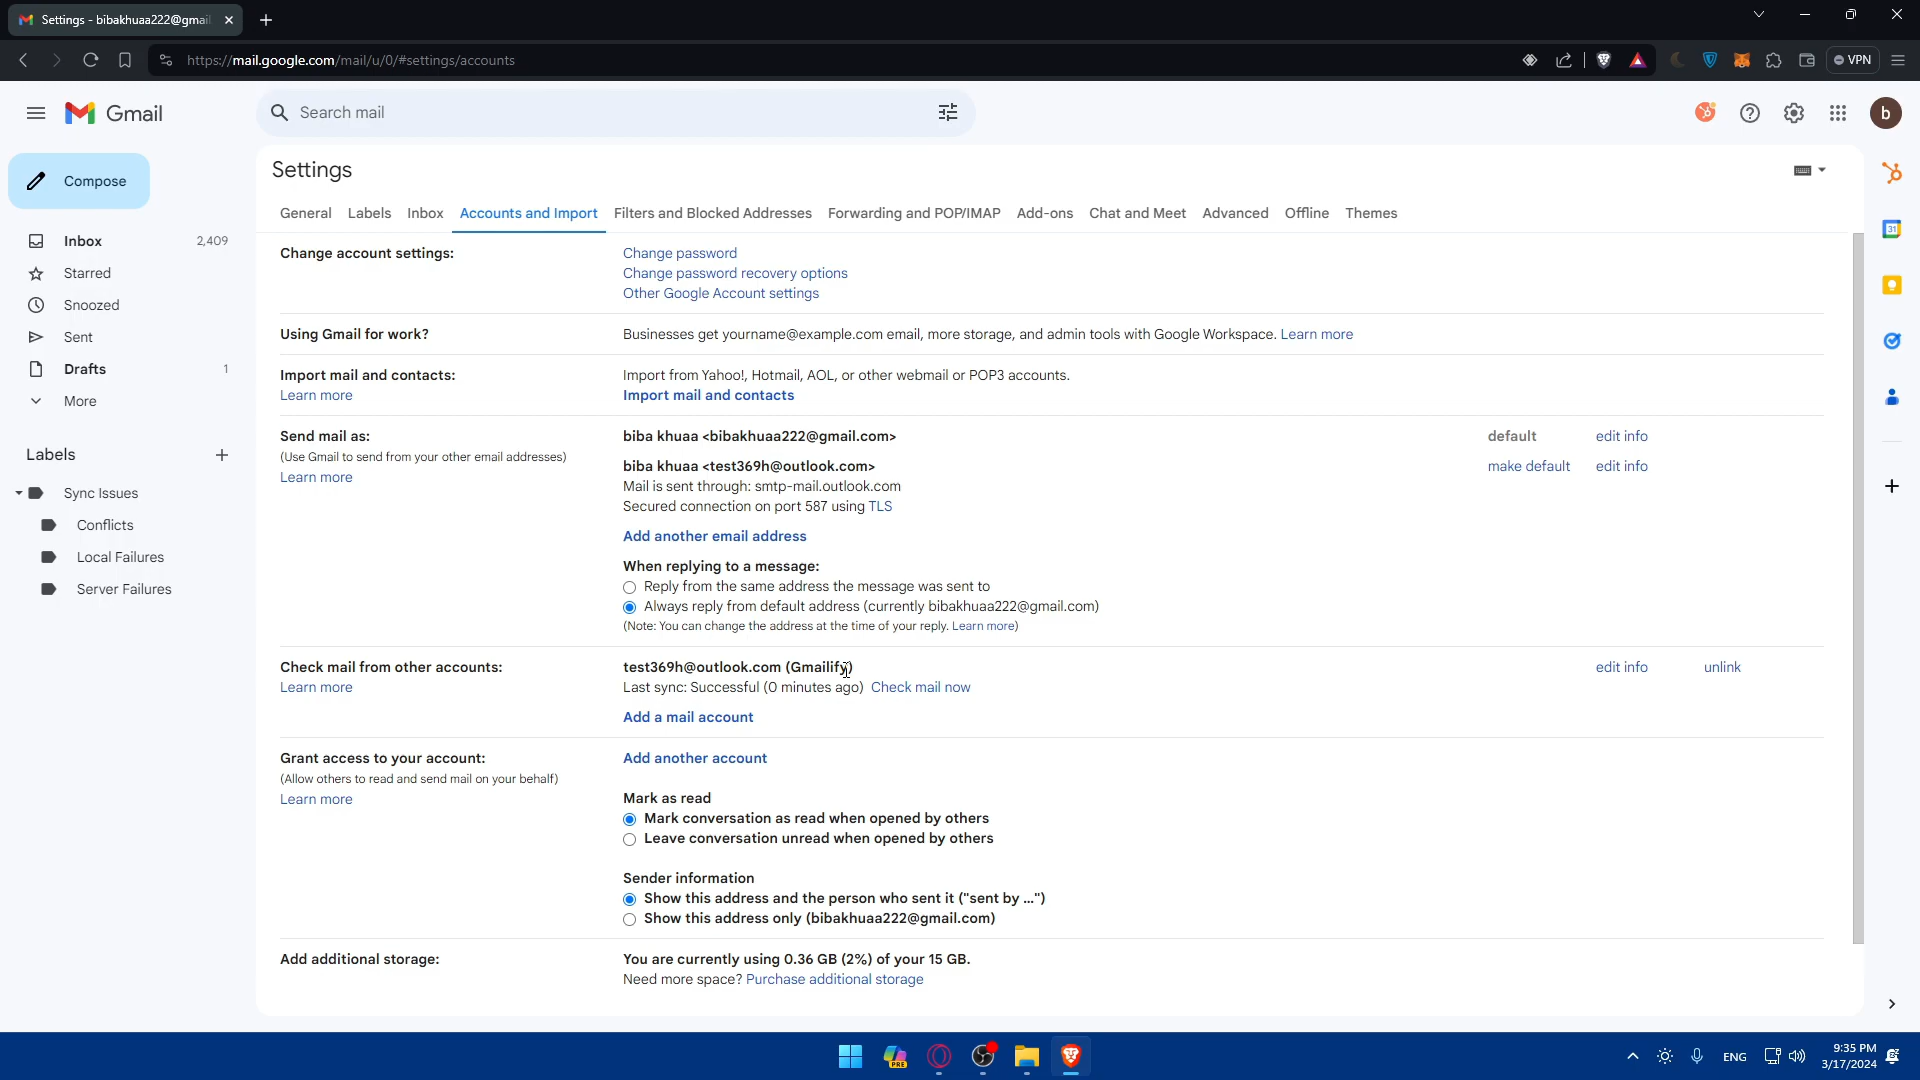 Settings - bibakhuaa222@gmail
https://mail.google.com/mail/u/0/#settings/accounts
VPN
Gmail
Search mail
b
Compose
Inbox 2,409
Starred
Snoozed
Sent
Drafts 1
More
Labels
Sync Issues
Conflicts
Local Failures
Server Failures
Settings
General Labels Inbox Accounts and Import Filters and Blocked Addresses Forwarding and POP/IMAP Add-ons Chat and Meet Advanced Offline Themes
Change account settings: Change password
Change password recovery options
Other Google Account settings
Using Gmail for work? Businesses get yourname@example.com email, more storage, and admin tools with Google Workspace. Learn more
Import mail and contacts: Import from Yahoo!, Hotmail, AOL, or other webmail or POP3 accounts.
Learn more Import mail and contacts
Send mail as: biba khuaa <bibakhuaa222@gmail.com> default edit info
(Use Gmail to send from your other email addresses) biba khuaa <test369h@outlook.com> make default edit info
Learn more Mail is sent through: smtp-mail.outlook.com
Secured connection on port 587 using TLS
Add another email address
When replying to a message:
Reply from the same address the message was sent to
Always reply from default address (currently bibakhuaa222@gmail.com)
(Note: You can change the address at the time of your reply. Learn more)
Check mail from other accounts: test369h@outlook.com (Gmailify) edit info unlink
Learn more Last sync: Successful (0 minutes ago) Check mail now
Add a mail account
Grant access to your account: Add another account
(Allow others to read and send mail on your behalf)
Learn more Mark as read
Mark conversation as read when opened by others
Leave conversation unread when opened by others
Sender information
Show this address and the person who sent it ("sent by ...")
Show this address only (bibakhuaa222@gmail.com)
Add additional storage: You are currently using 0.36 GB (2%) of your 15 GB.
Need more space? Purchase additional storage
31
PRE
ENG
9:35 PM
3/17/2024